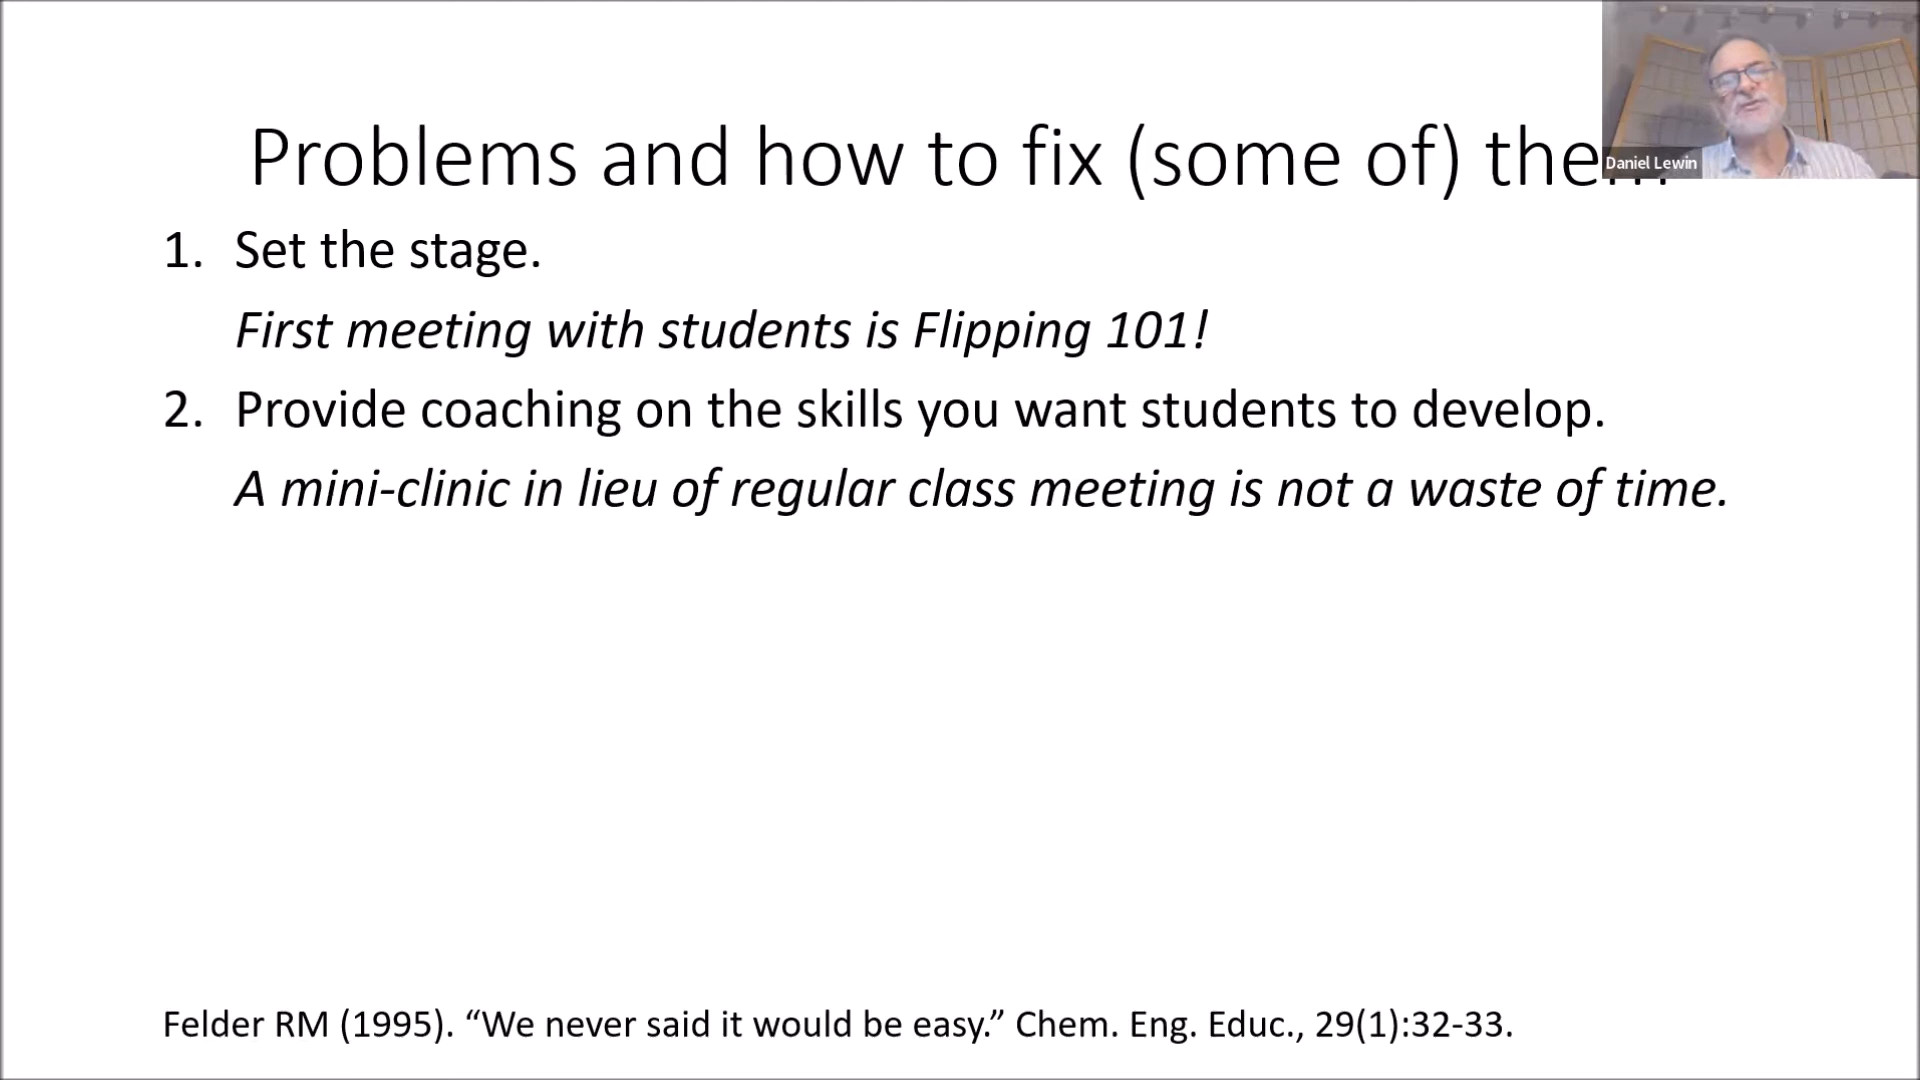 Problems and how to fix (some of) them
Daniel Lewin
1. Set the stage.
First meeting with students is Flipping 101!
2. Provide coaching on the skills you want students to develop.
A mini-clinic in lieu of regular class meeting is not a waste of time.
Felder RM (1995). “We never said it would be easy.” Chem. Eng. Educ., 29(1):32-33.